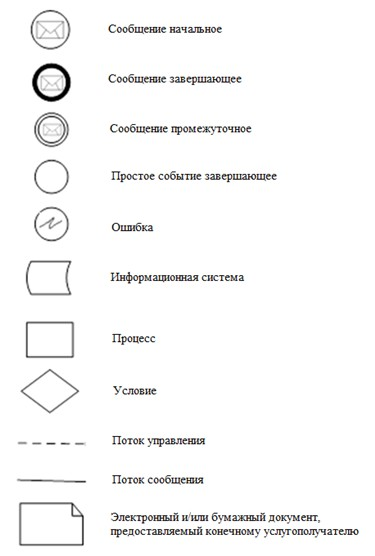 Сообщение начальное
Сообщение завершающее
Сообщение промежуточное
Простое событие завершающее
Ошибка
Информационная система
Процесс
Условие
Поток управления
Поток сообщения
Электронный и/или бумажный документ,
предоставляемый конечному услугополучателю